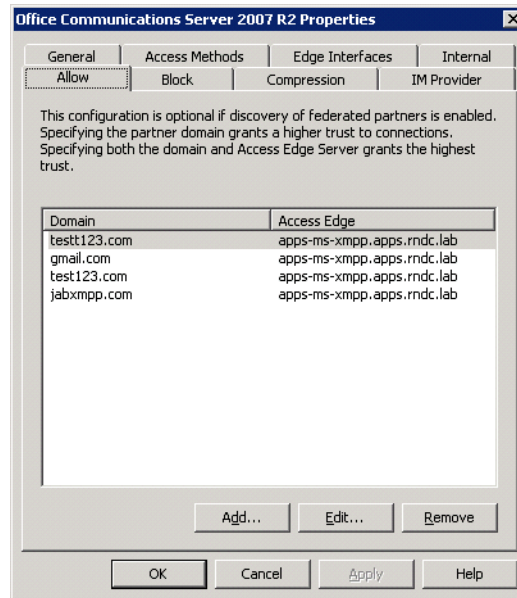 Office Communications Server 2007 R2 Properties
General Access Methods Edge Interfaces Internal
Allow Block Compression IM Provider
This configuration is optional if discovery of federated partners is enabled.
Specifying the partner domain grants a higher trust to connections.
Specifying both the domain and Access Edge Server grants the highest
trust.
Domain Access Edge
testt123.com apps-ms-xmpp.apps.rndc.lab
gmail.com apps-ms-xmpp.apps.rndc.lab
test123.com apps-ms-xmpp.apps.rndc.lab
jabxmpp.com apps-ms-xmpp.apps.rndc.lab
Add... Edit... Remove
OK Cancel Apply Help